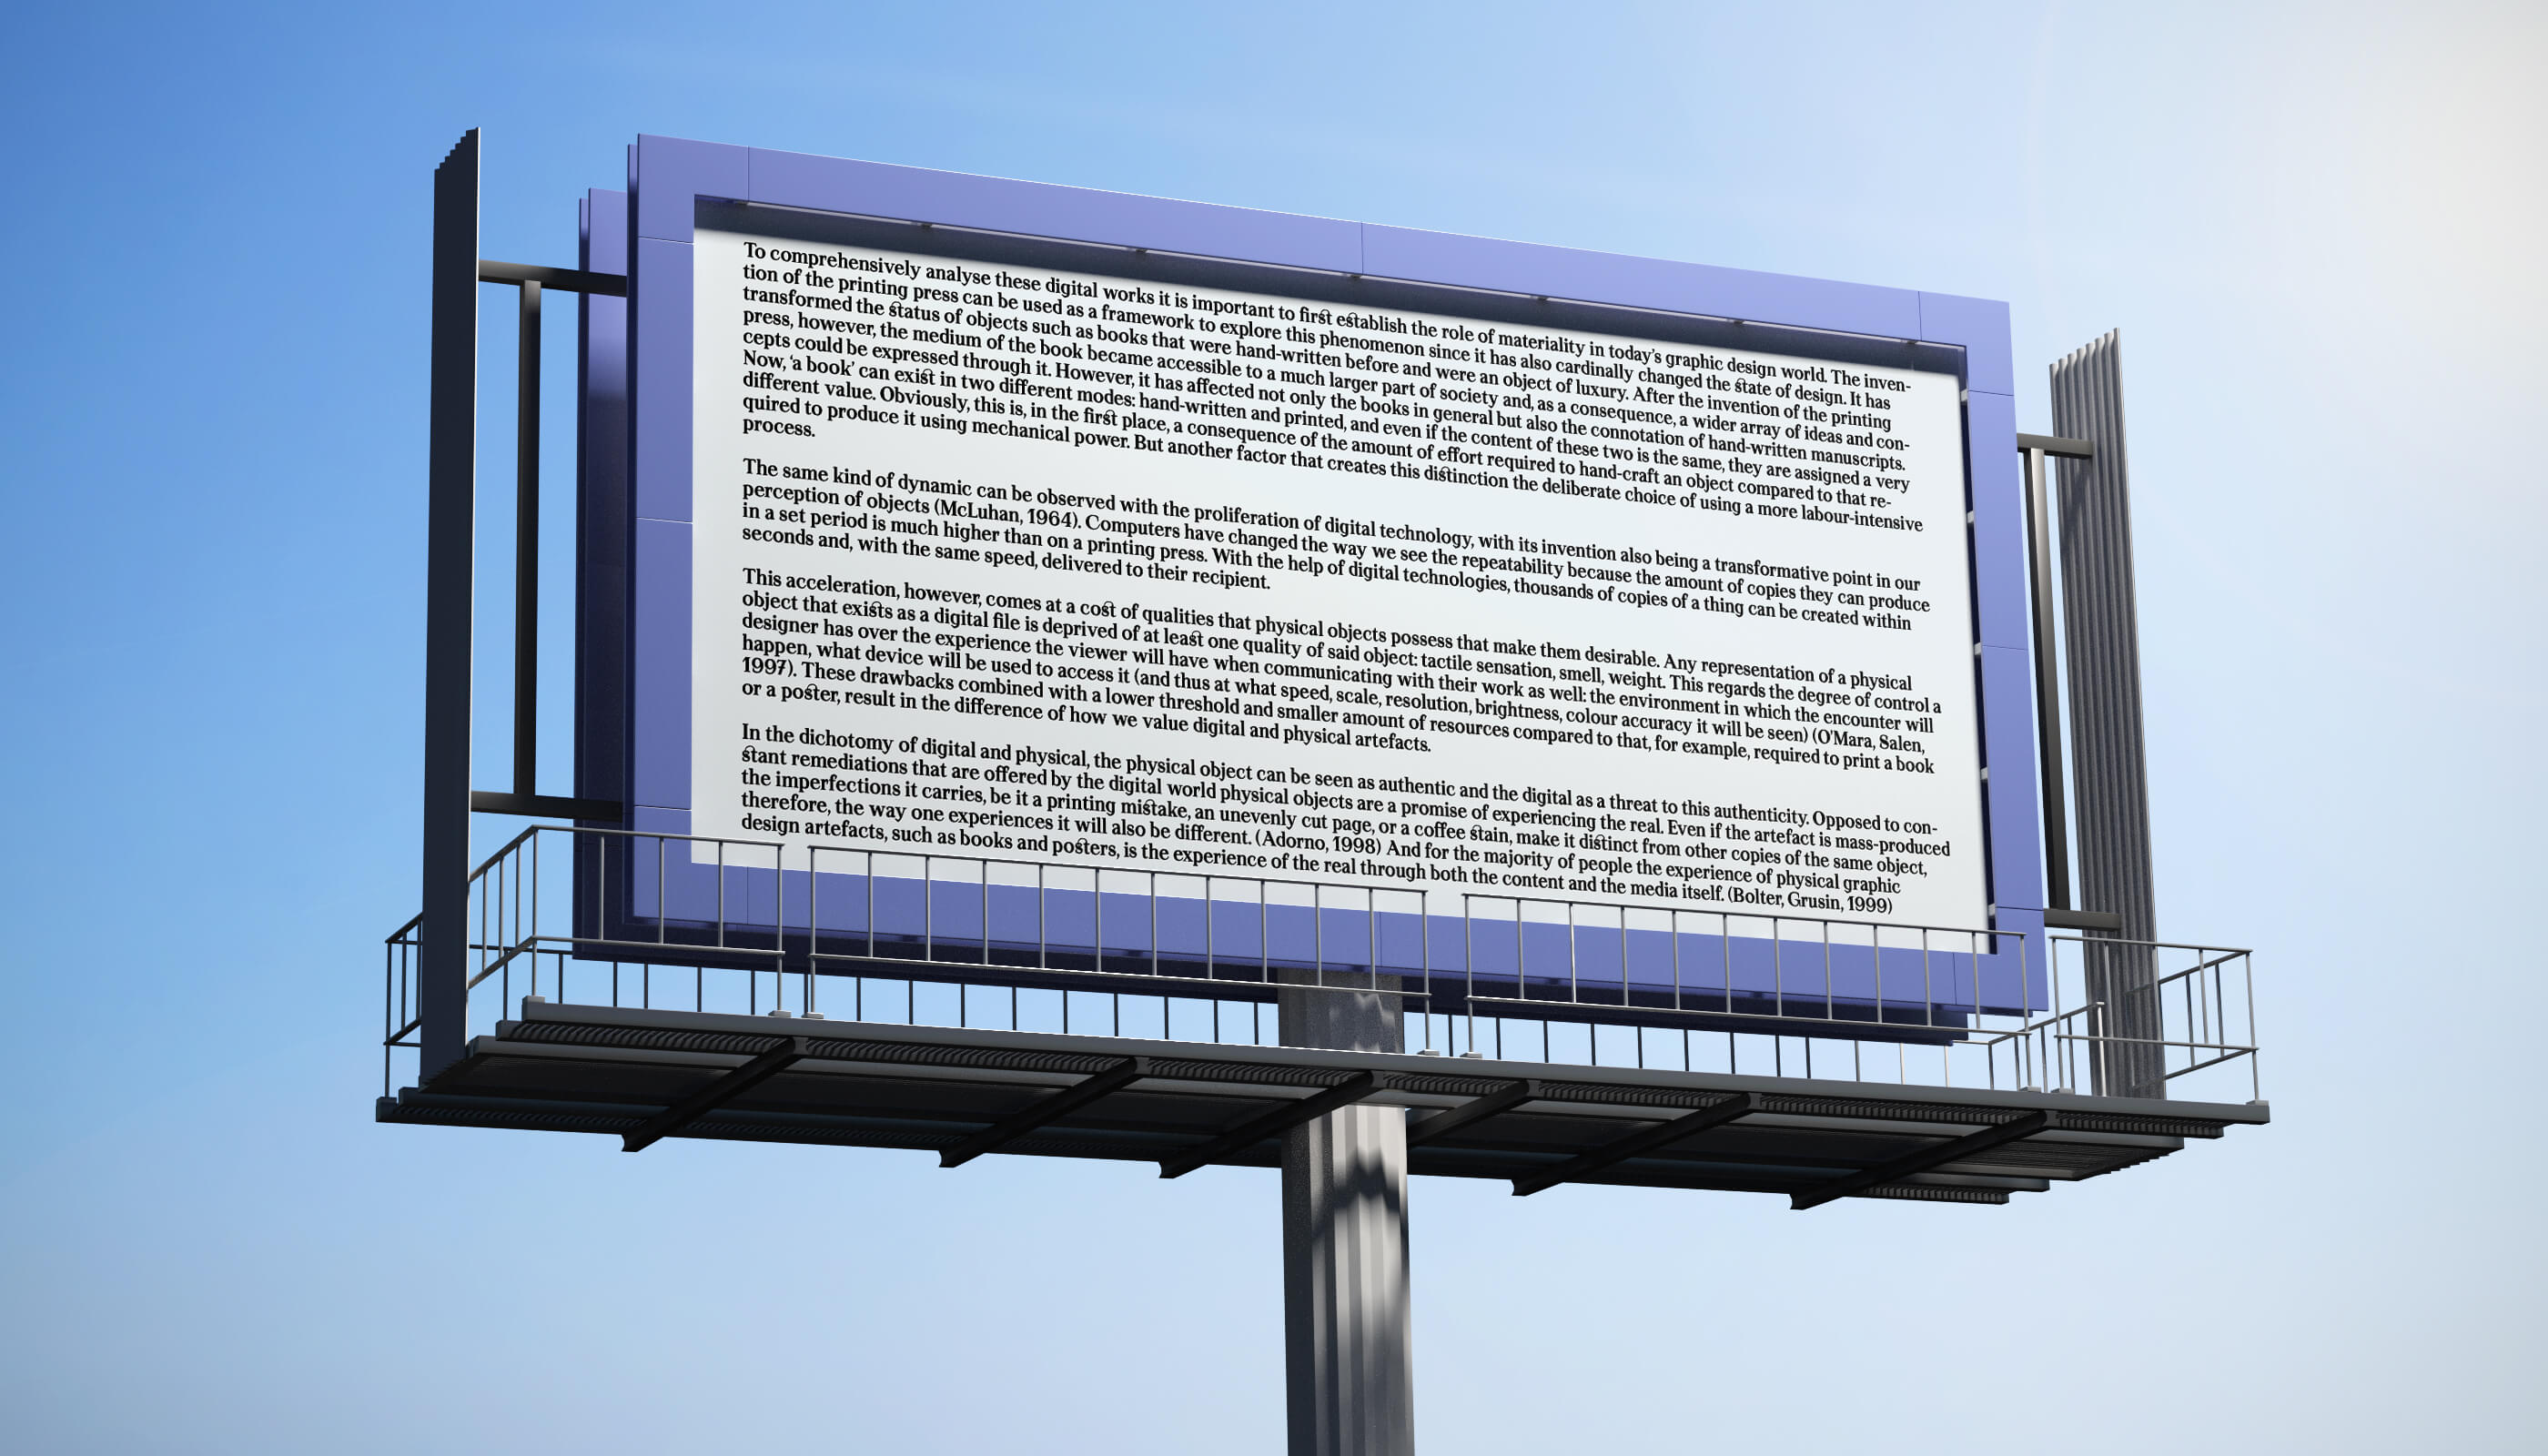 To comprehensively analyse these digital works it is important to first establish the role of materiality in today's graphic design world. The inven-
tion of the printing press can be used as a framework to explore this phenomenon since it has also cardinally changed the state of design. It has
transformed the status of objects such as books that were hand-written before and were an object of luxury. After the invention of the printing
press, however, the medium of the book became accessible to a much larger part of society and, as a consequence, a wider array of ideas and con-
cepts could be expressed through it. However, it has affected not only the books in general but also the connotation of hand-written manuscripts.
Now, ‘a book’ can exist in two different modes: hand-written and printed, and even if the content of these two is the same, they are assigned a very
different value. Obviously, this is, in the first place, a consequence of the amount of effort required to hand-craft an object compared to that re-
quired to produce it using mechanical power. But another factor that creates this distinction the deliberate choice of using a more labour-intensive
process.
The same kind of dynamic can be observed with the proliferation of digital technology, with its invention also being a transformative point in our
perception of objects (McLuhan, 1964). Computers have changed the way we see the repeatability because the amount of copies they can produce
in a set period is much higher than on a printing press. With the help of digital technologies, thousands of copies of a thing can be created within
seconds and, with the same speed, delivered to their recipient.
This acceleration, however, comes at a cost of qualities that physical objects possess that make them desirable. Any representation of a physical
object that exists as a digital file is deprived of at least one quality of said object: tactile sensation, smell, weight. This regards the degree of control a
designer has over the experience the viewer will have when communicating with their work as well: the environment in which the encounter will
happen, what device will be used to access it (and thus at what speed, scale, resolution, brightness, colour accuracy it will be seen) (O'Mara, Salen,
1997). These drawbacks combined with a lower threshold and smaller amount of resources compared to that, for example, required to print a book
or a poster, result in the difference of how we value digital and physical artefacts.
In the dichotomy of digital and physical, the physical object can be seen as authentic and the digital as a threat to this authenticity. Opposed to con-
stant remediations that are offered by the digital world physical objects are a promise of experiencing the real. Even if the artefact is mass-produced
the imperfections it carries, be it a printing mistake, an unevenly cut page, or a coffee stain, make it distinct from other copies of the same object,
therefore, the way one experiences it will also be different. (Adorno, 1998) And for the majority of people the experience of physical graphic
design artefacts, such as books and posters, is the experience of the real through both the content and the media itself. (Bolter, Grusin, 1999)